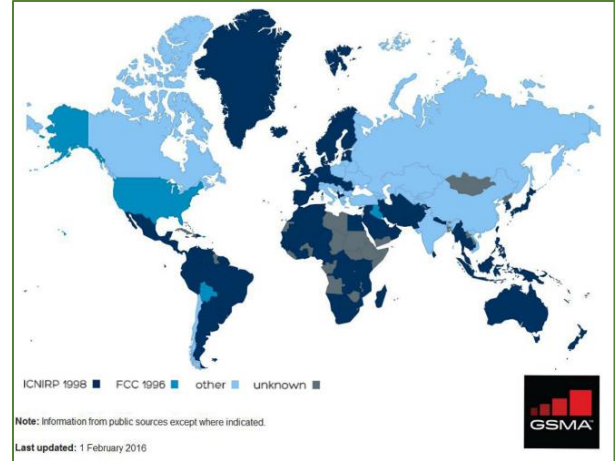 ICNIRP 1998 FCC 1996 other unknown
Note: Information from public sources except where indicated.
Last updated: 1 February 2016
GSMA